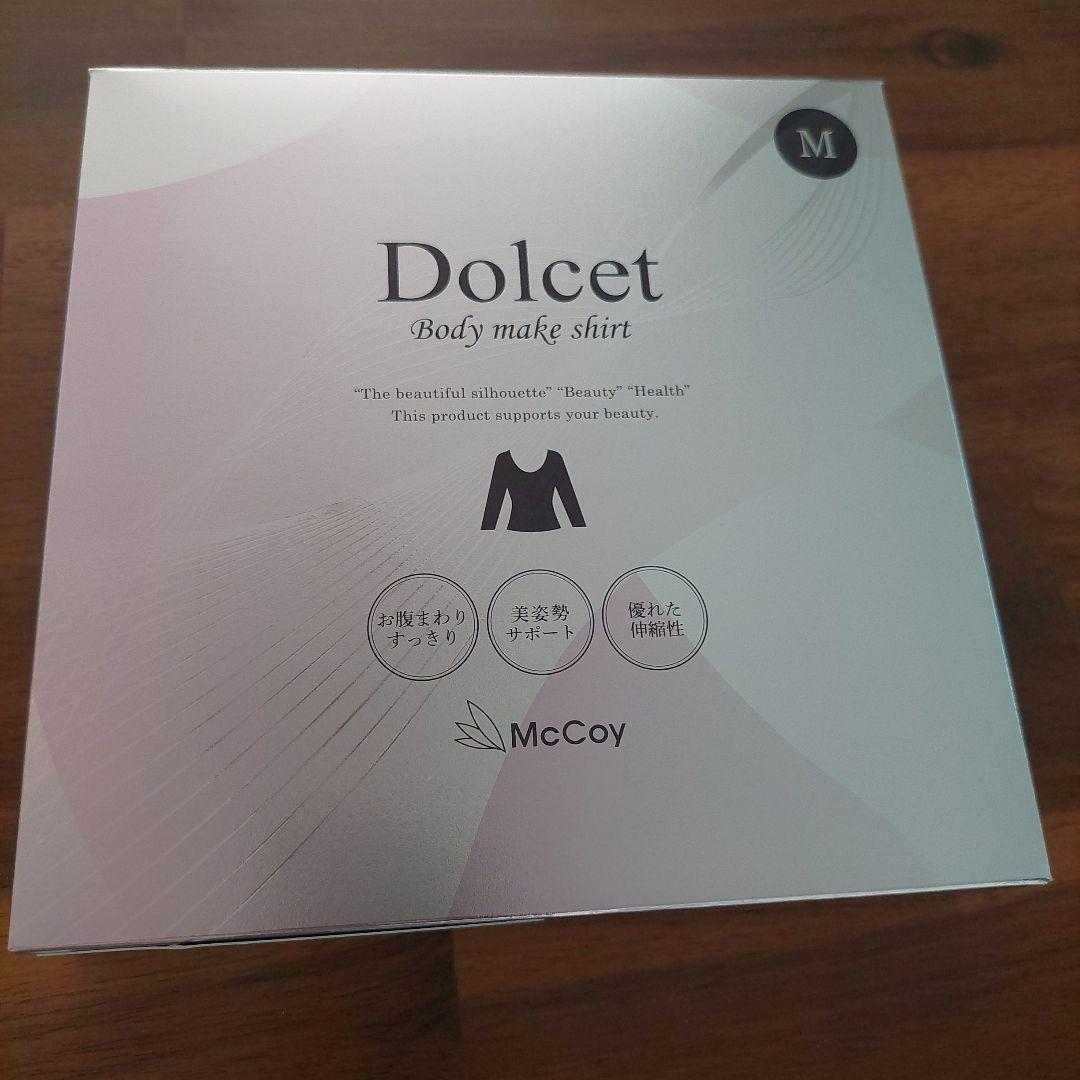 M
Dolcet
Body make shirt
“The beautiful silhouette” “Beauty” “Health”
This product supports your beauty.
お腹まわり
すっきり
美姿勢
サポート
優れた
伸縮性
McCoy